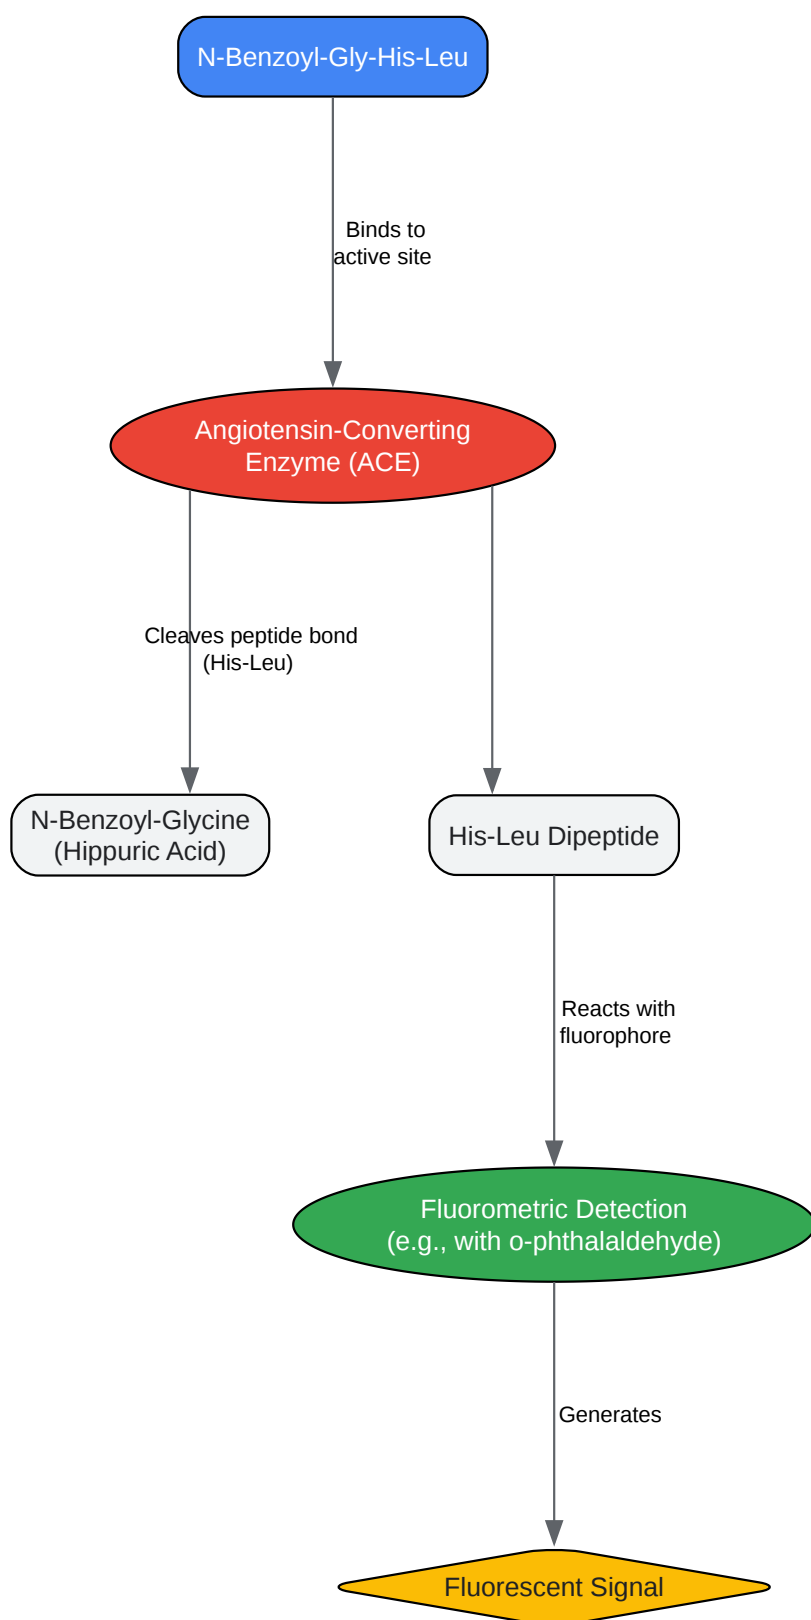 N-Benzoyl-Gly-His-Leu
Binds to
active site
Angiotensin-Converting
Enzyme (ACE)
Cleaves peptide bond
(His-Leu)
N-Benzoyl-Glycine
(Hippuric Acid)
His-Leu Dipeptide
Reacts with
fluorophore
Fluorometric Detection
(e.g., with o-phthalaldehyde)
Generates
Fluorescent Signal